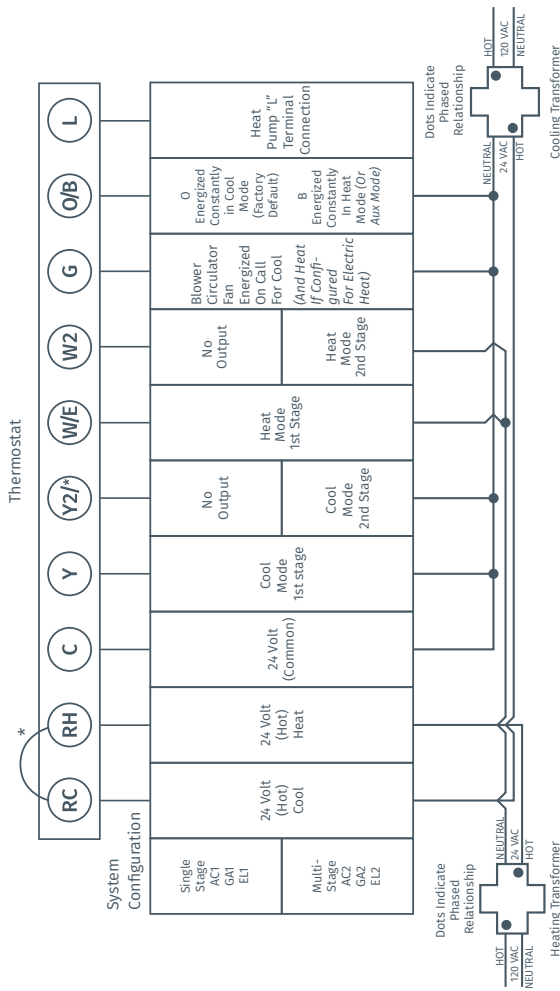 Thermostat
*
RC
RH
C
Y
Y2/*
W/E
W2
G
O/B
L
System
Configuration
Single
Stage
AC1
GA1
EL1
Multi-
Stage
AC2
GA2
EL2
24 Volt
(Hot)
Cool
24 Volt
(Hot)
Heat
24 Volt
(Common)
Cool
Mode
1st stage
No
Output
Cool
Mode
2nd Stage
Heat
Mode
1st Stage
No
Output
Heat
Mode
2nd Stage
Blower
Circulator
Fan
Energized
On Call
For Cool
(And Heat
If Confi-
gured
For Electric
Heat)
O
Energized
Constantly
in Cool
Mode
(Factory
Default)
B
Energized
Constantly
In Heat
Mode (Or
Aux Mode)
Heat
Pump “L”
Terminal
Connection
Dots Indicate
Phased
Relationship
HOT
120 VAC
NEUTRAL
NEUTRAL
24 VAC
HOT
Heating Transformer
Dots Indicate
Phased
Relationship
NEUTRAL
24 VAC
HOT
HOT
120 VAC
NEUTRAL
Cooling Transformer